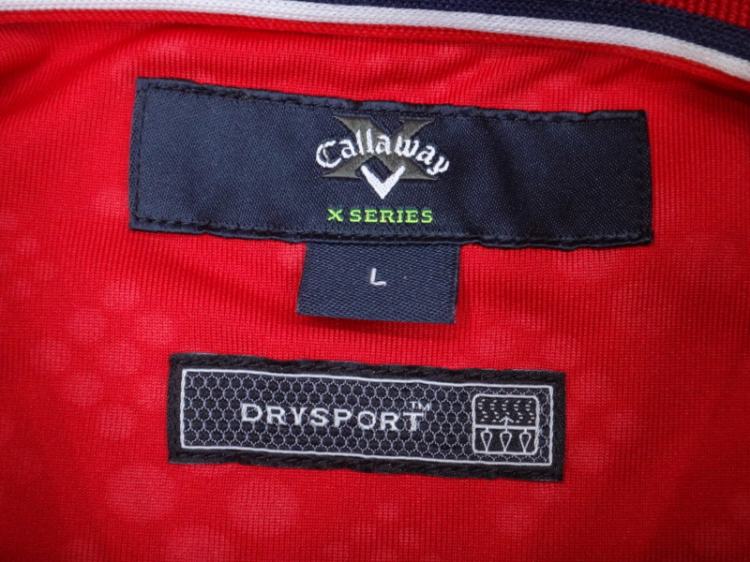 Callaway
X SERIES
L
DRYSPORT™